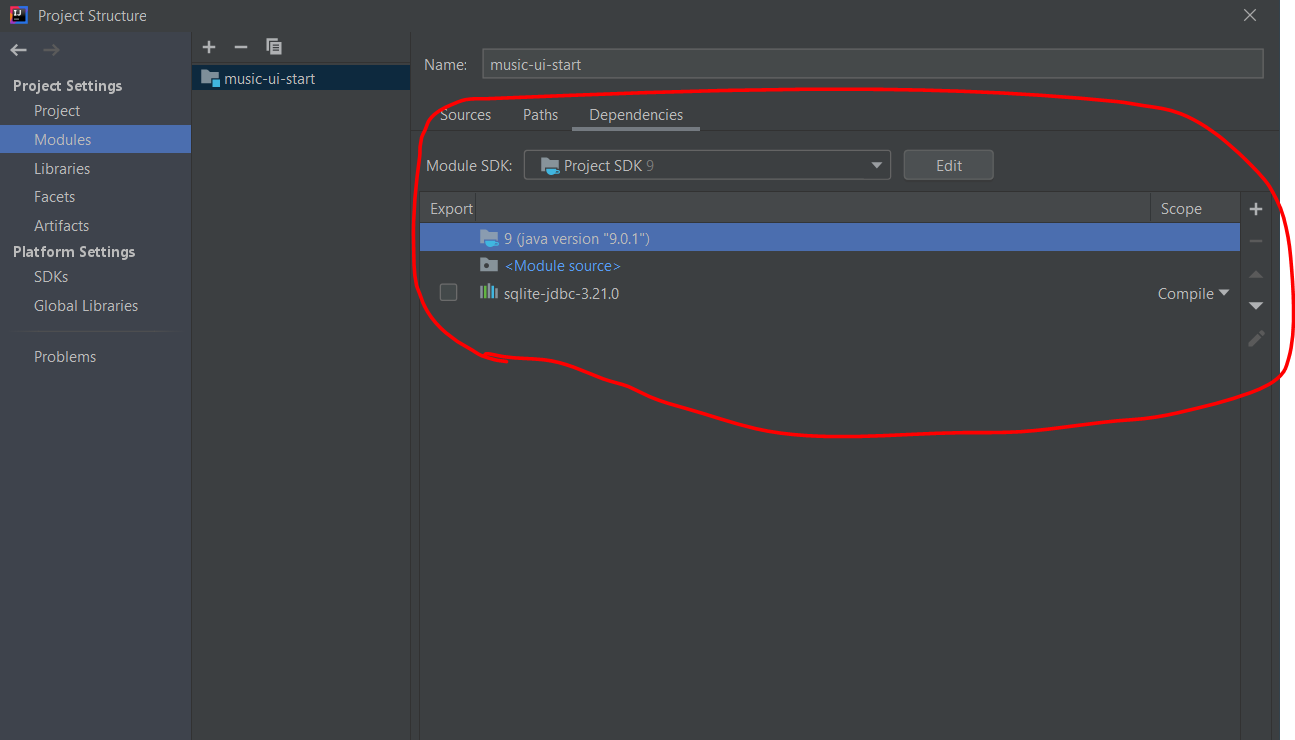 Project Structure
Project Settings
Project
Modules
Libraries
Facets
Artifacts
Platform Settings
SDKs
Global Libraries
Problems
music-ui-start
Name: music-ui-start
Sources Paths Dependencies
Module SDK: Project SDK 9 Edit
Export Scope
9 (java version "9.0.1")
<Module source>
sqlite-jdbc-3.21.0 Compile